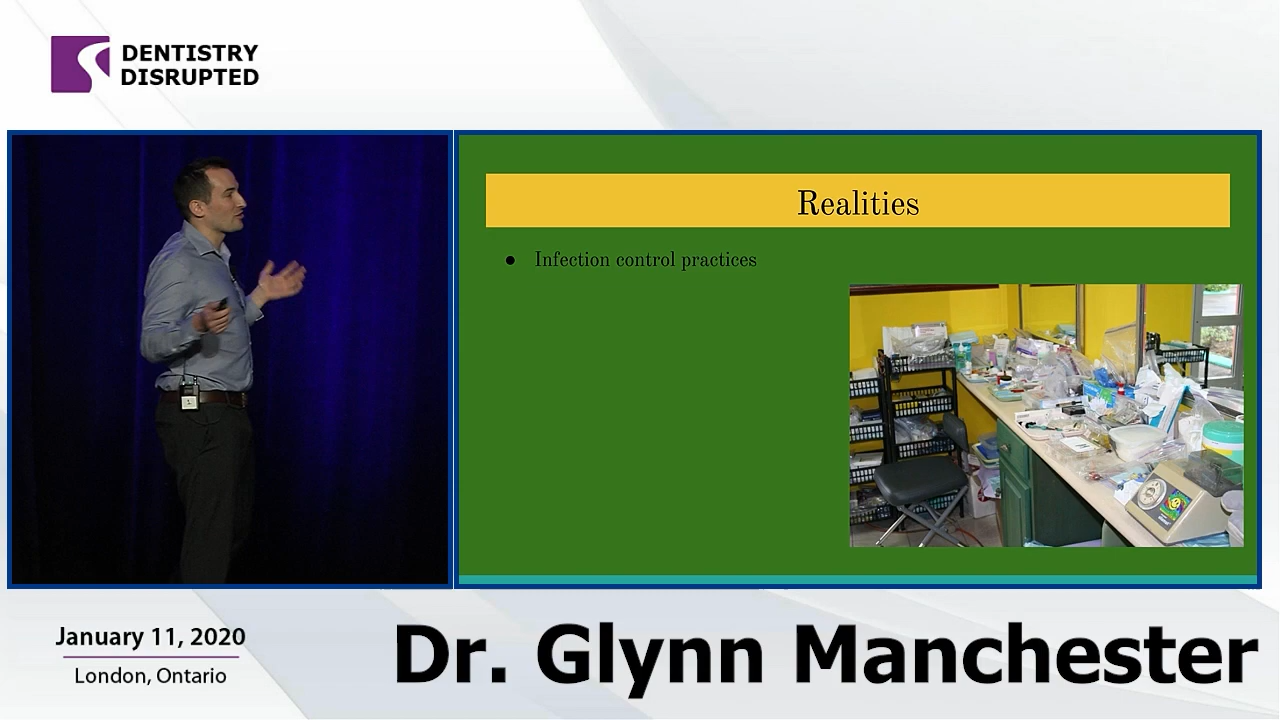 DENTISTRY
DISRUPTED
Realities
● Infection control practices
January 11, 2020
London, Ontario
Dr. Glynn Manchester